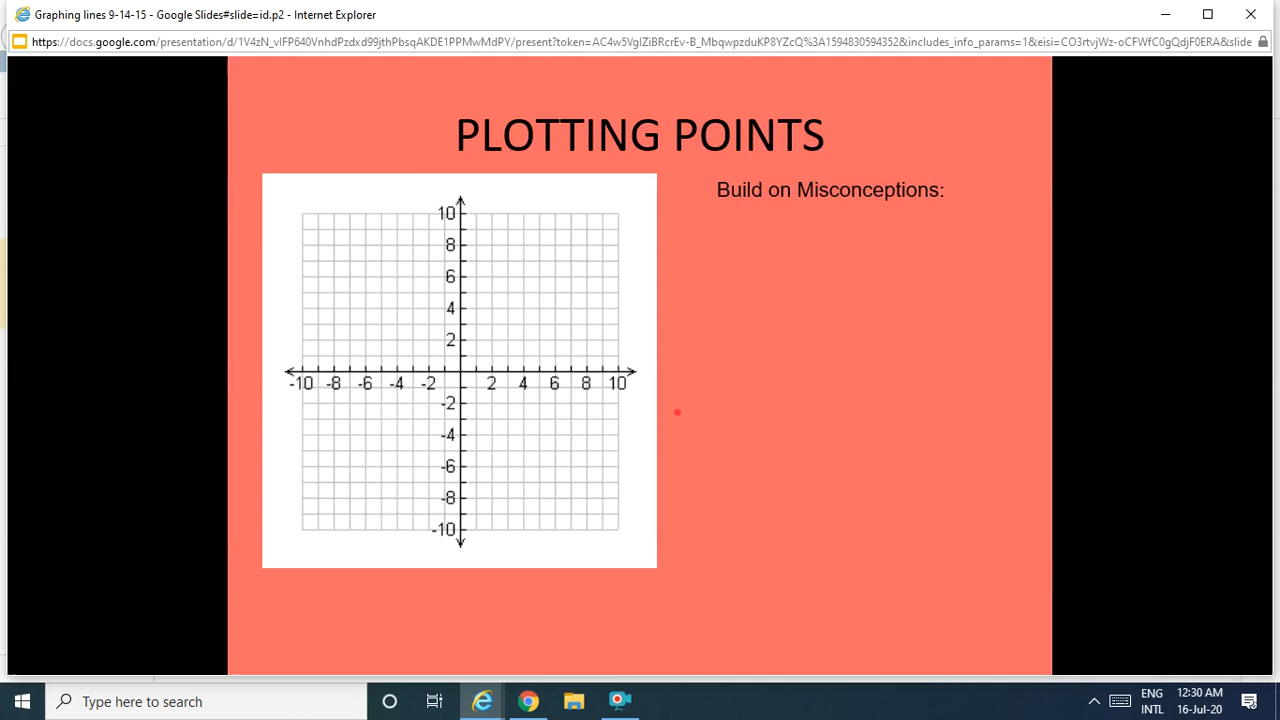 Graphing lines 9-14-15 - Google Slides#slide=id.p2 - Internet Explorer
https://docs.google.com/presentation/d/1V4zN_vIFP640VnhdPzdxd99jthPbsqAKDE1PPMwMdPY/present?token=AC4w5VgIZiBRcrEv-B_MbqwpzduKP8YZcQ%3A1594830594352&includes_info_params=1&eisi=CO3rtvjWz-oCFWfC0gQdjF0ERA&slide
PLOTTING POINTS
Build on Misconceptions:
10
8
6
4
2
-10 -8 -6 -4 -2 2 4 6 8 10
-2
-4
-6
-8
-10
Type here to search
ENG 12:30 AM
INTL 16-Jul-20